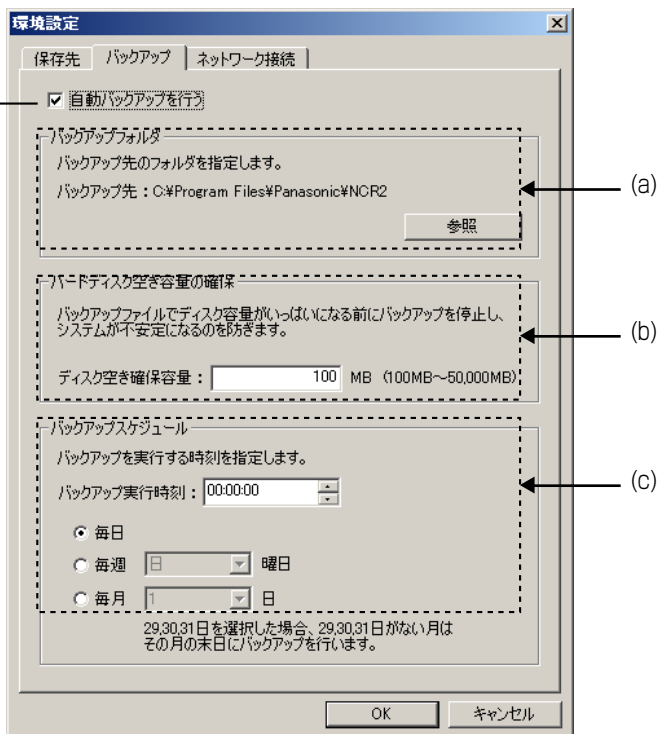 環境設定
保存先 バックアップ ネットワーク接続
自動バックアップを行う
バックアップフォルダ
バックアップ先のフォルダを指定します。
バックアップ先：C:¥Program Files¥Panasonic¥NCR2
参照
(a)
ハードディスク空き容量の確保
バックアップファイルでディスク容量がいっぱいになる前にバックアップを停止し、
システムが不安定になるのを防ぎます。
(b)
ディスク空き確保容量： 100 MB (100MB～50,000MB)
バックアップスケジュール
バックアップを実行する時刻を指定します。
バックアップ実行時刻： 00:00:00
(c)
毎日
毎週 日 曜日
毎月 1 日
29,30,31日を選択した場合、29,30,31日がない月は
その月の末日にバックアップを行います。
OK キャンセル